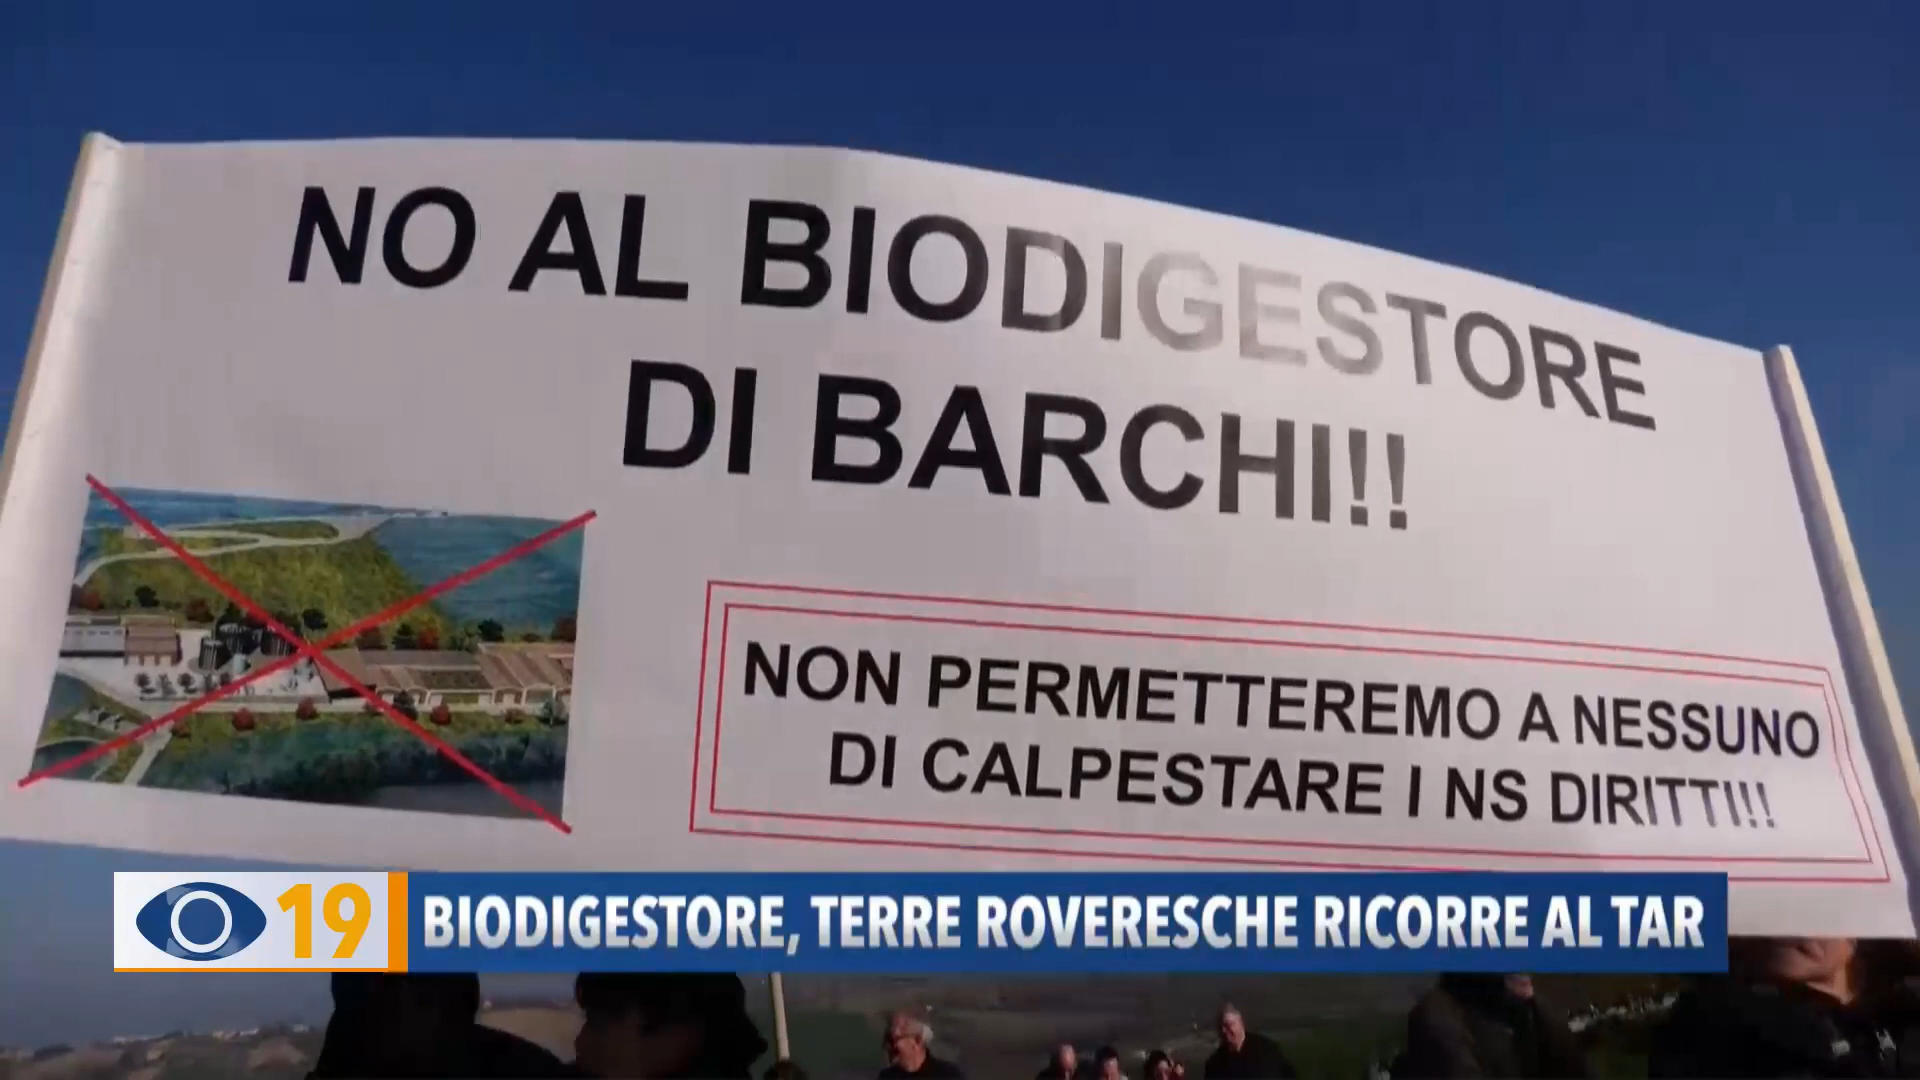 NO AL BIODIGESTORE
DI BARCHI!!
NON PERMETTEREMO A NESSUNO
DI CALPESTARE I NS DIRITTI!!
19
BIODIGESTORE, TERRE ROVERESCHE RICORRE AL TAR